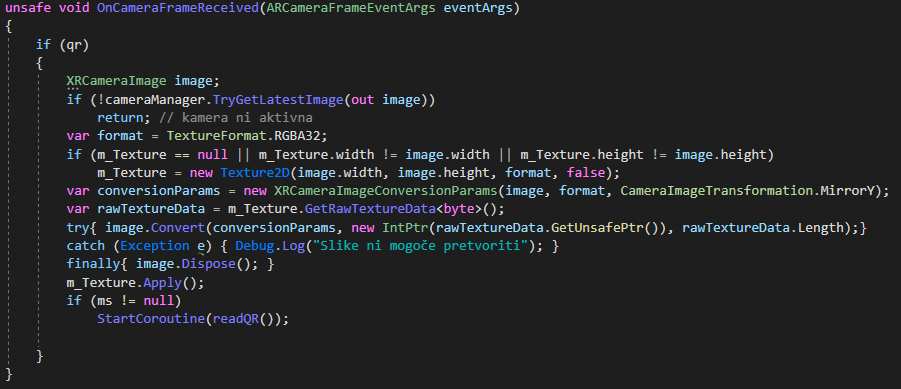 unsafe void OnCameraFrameReceived(ARCameraFrameEventArgs eventArgs)
{
if (qr)
{
XRCameraImage image;
if (!cameraManager.TryGetLatestImage(out image))
return; // kamera ni aktivna
var format = TextureFormat.RGBA32;
if (m_Texture == null || m_Texture.width != image.width || m_Texture.height != image.height)
m_Texture = new Texture2D(image.width, image.height, format, false);
var conversionParams = new XRCameraImageConversionParams(image, format, CameraImageTransformation.MirrorY);
var rawTextureData = m_Texture.GetRawTextureData<byte>();
try{ image.Convert(conversionParams, new IntPtr(rawTextureData.GetUnsafePtr()), rawTextureData.Length);}
catch (Exception e) { Debug.Log("Slike ni mogoče pretvoriti"); }
finally{ image.Dispose(); }
m_Texture.Apply();
if (ms != null)
StartCoroutine(readQR());
}
}